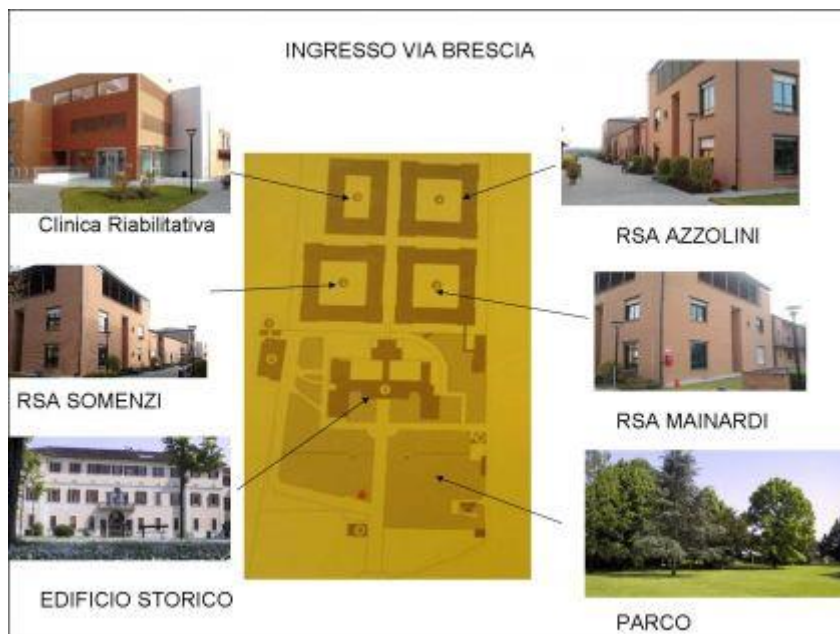 INGRESSO VIA BRESCIA
Clinica Riabilitativa
RSA AZZOLINI
RSA SOMENZI
RSA MAINARDI
EDIFICIO STORICO
PARCO